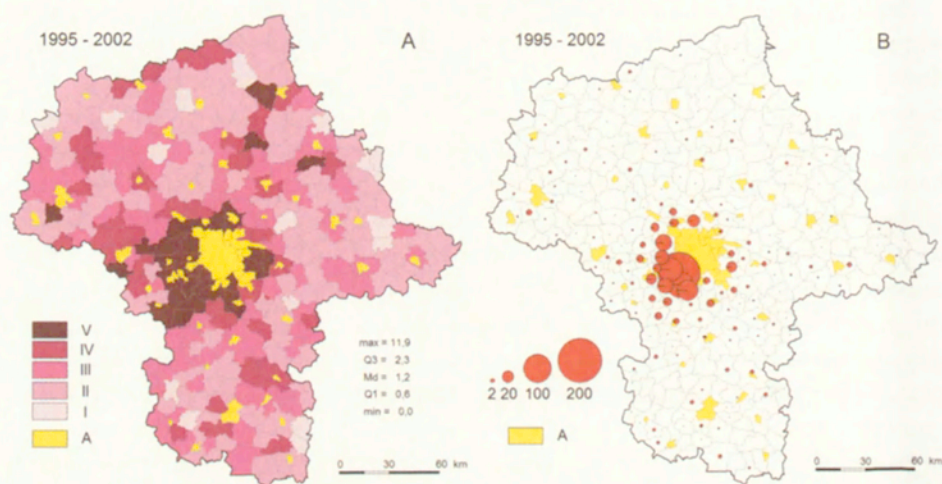 1995 - 2002
A
V
IV
III
II
I
A
max = 11,9
Q3 = 2,3
Md = 1,2
Q1 = 0,6
min = 0,0
0 30 60 km
1995 - 2002
B
2 20 100 200
A
0 30 60 km